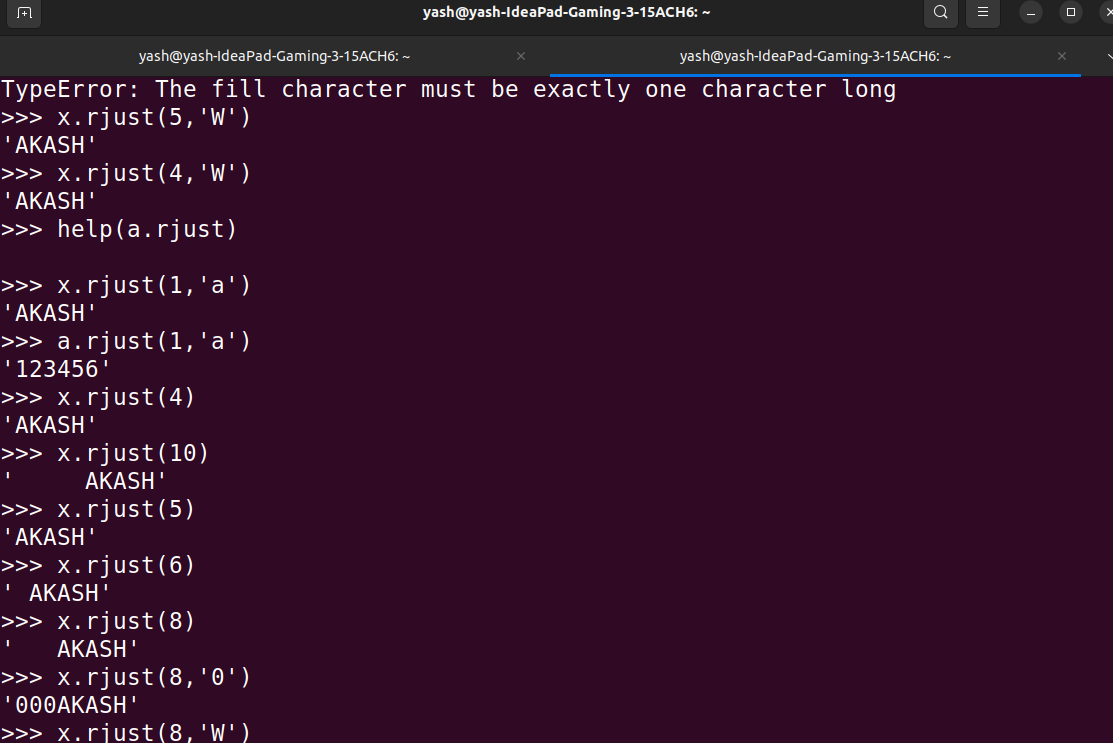 yash@yash-IdeaPad-Gaming-3-15ACH6: ~
yash@yash-IdeaPad-Gaming-3-15ACH6: ~
yash@yash-IdeaPad-Gaming-3-15ACH6: ~
TypeError: The fill character must be exactly one character long
>>> x.rjust(5,'W')
'AKASH'
>>> x.rjust(4,'W')
'AKASH'
>>> help(a.rjust)
>>> x.rjust(1,'a')
'AKASH'
>>> a.rjust(1,'a')
'123456'
>>> x.rjust(4)
'AKASH'
>>> x.rjust(10)
'     AKASH'
>>> x.rjust(5)
'AKASH'
>>> x.rjust(6)
' AKASH'
>>> x.rjust(8)
'   AKASH'
>>> x.rjust(8,'0')
'000AKASH'
>>> x.rjust(8,'W')